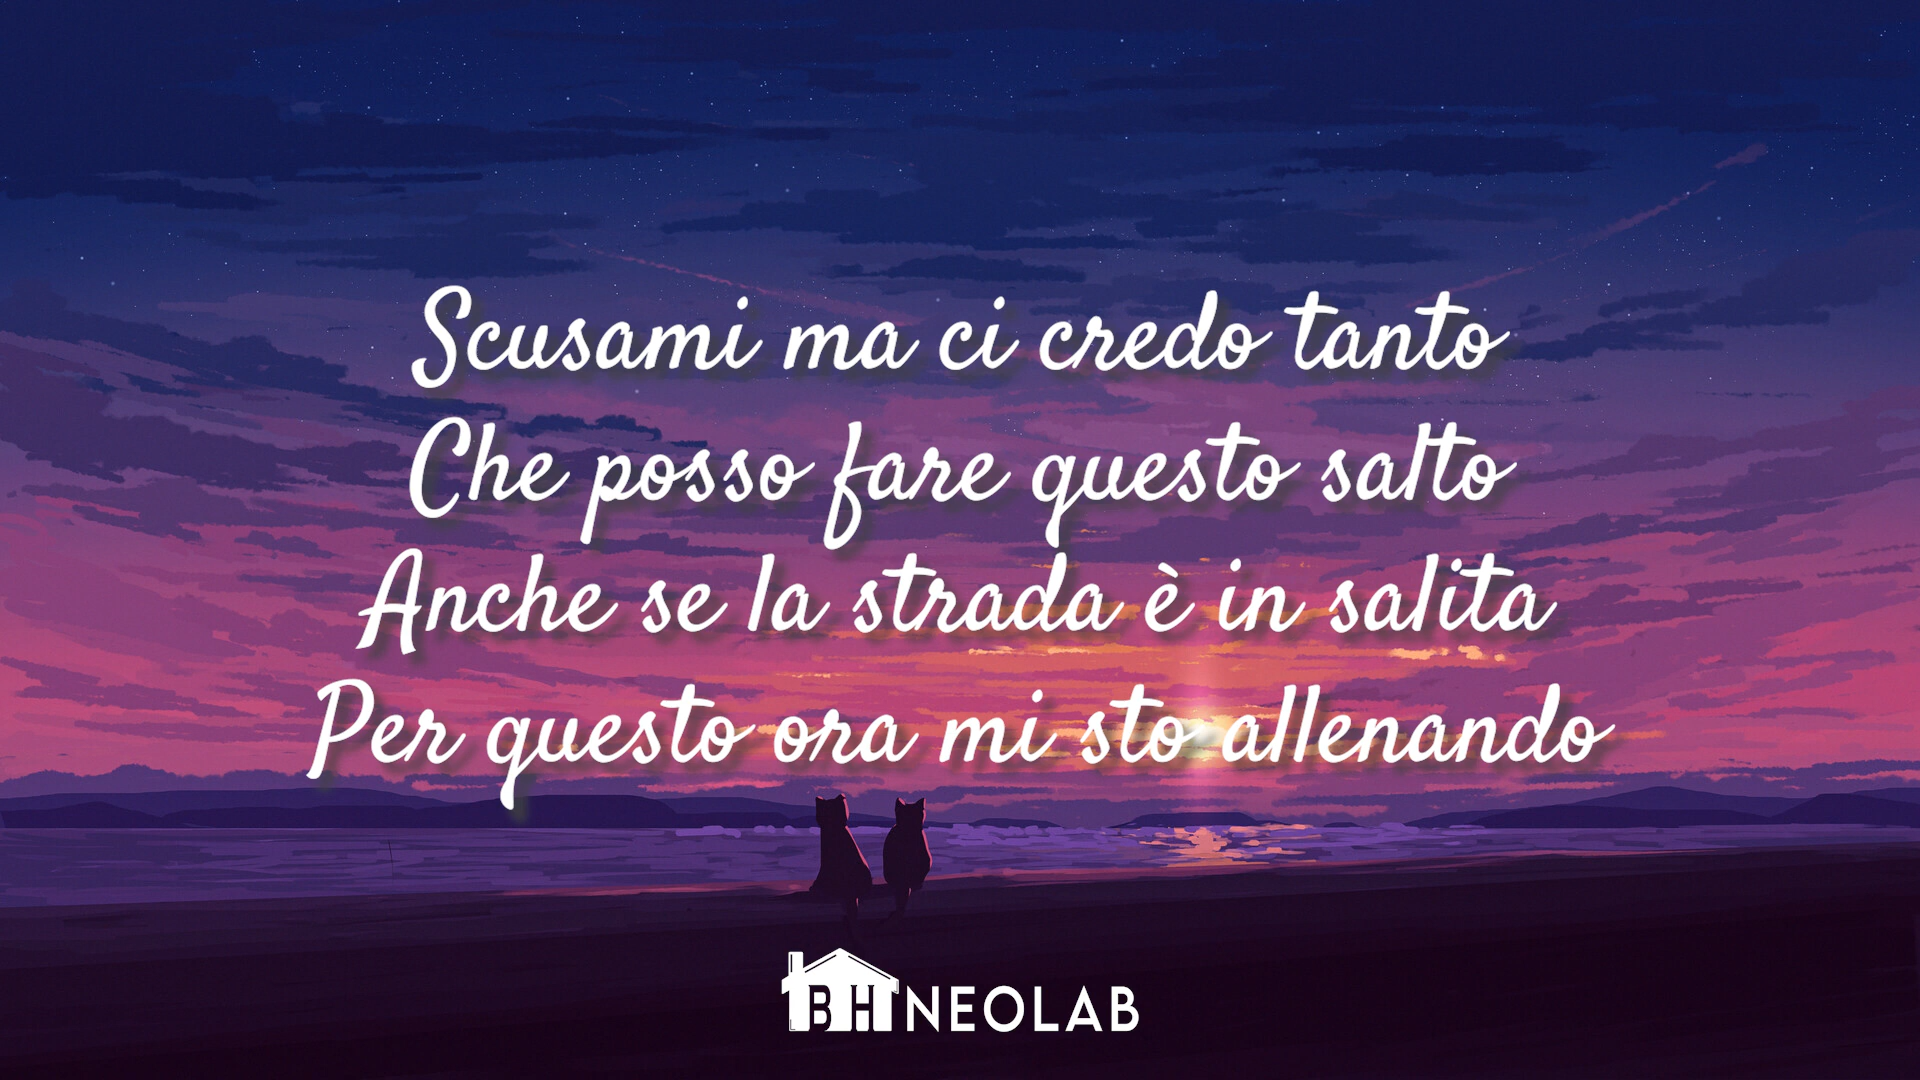 Scusami ma ci credo tanto
Che posso fare questo salto
Anche se la strada è in salita
Per questo ora mi sto allenando
BH NEOLAB